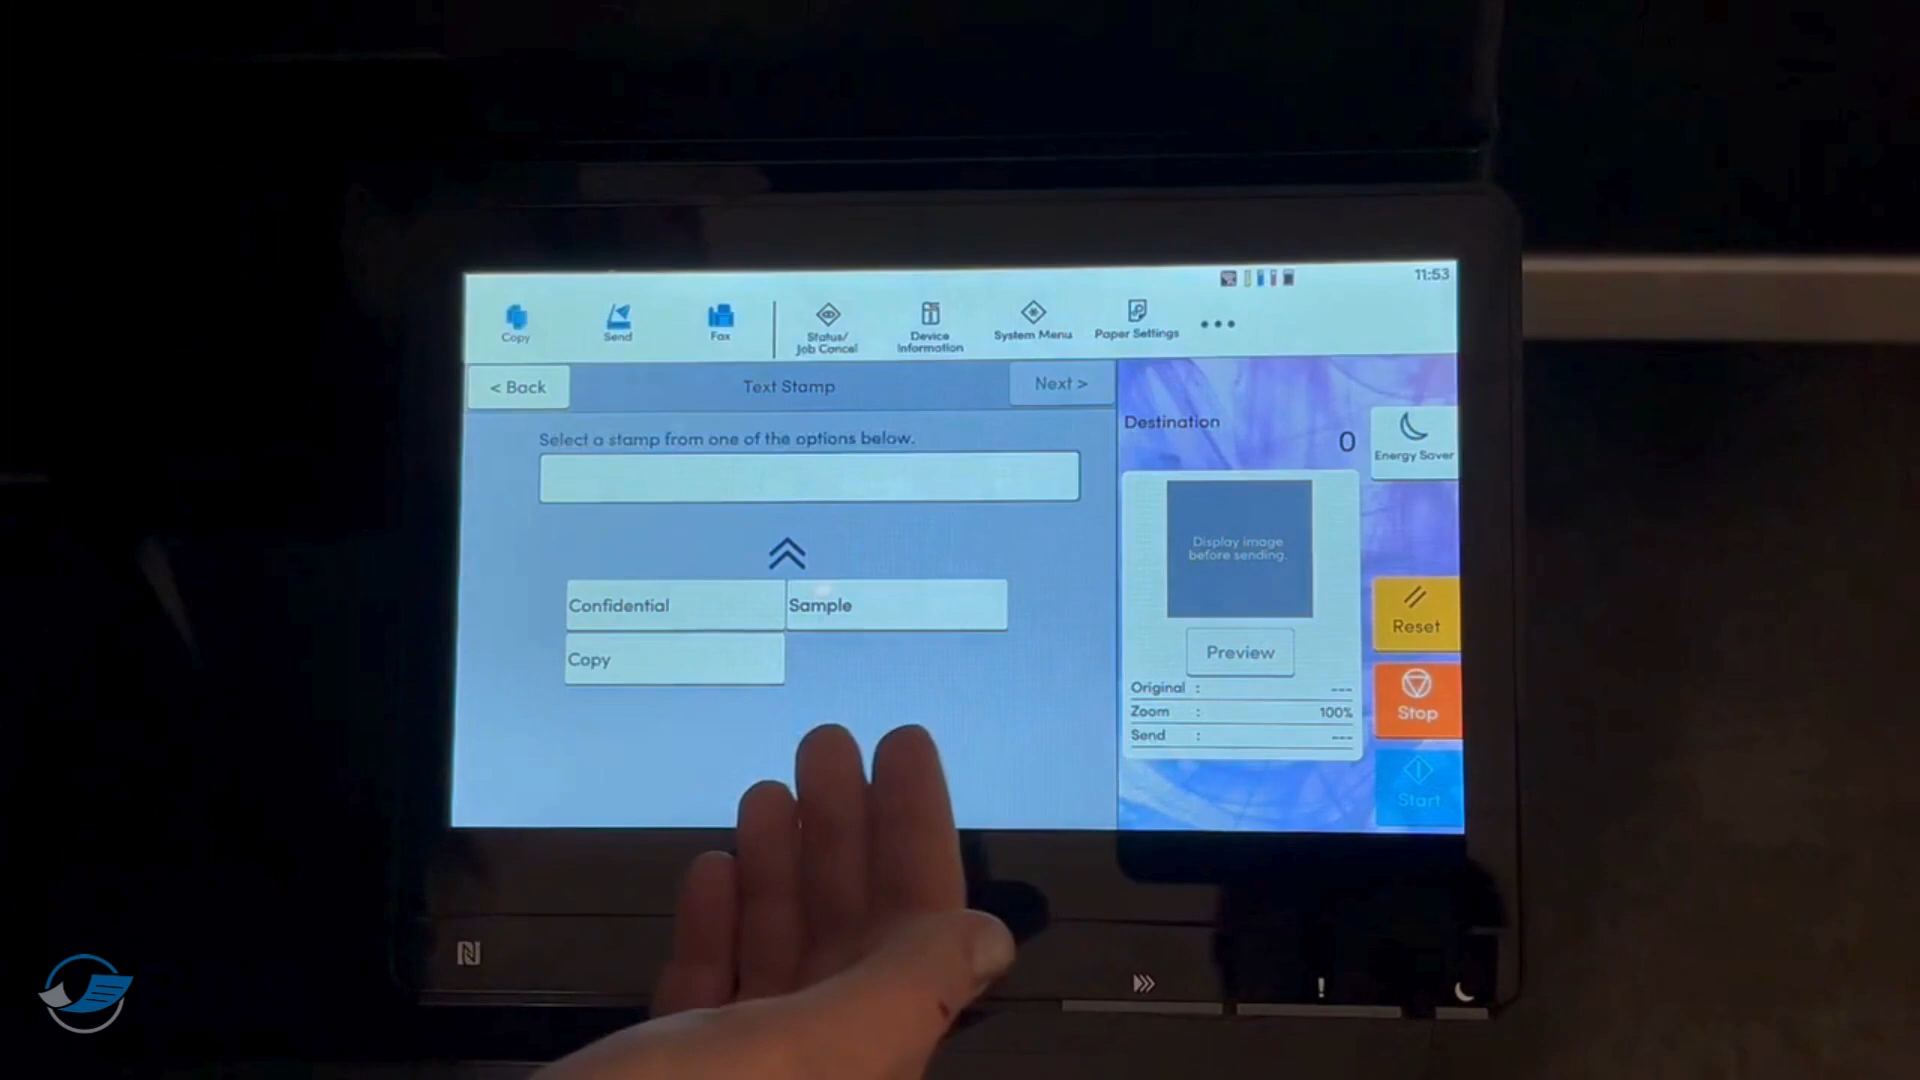 11:53
Copy
Send
Fax
Status/
Job Cancel
Device
Information
System Menu
Paper Settings
•••
< Back
Text Stamp
Next >
Select a stamp from one of the options below.
Confidential
Sample
Copy
Destination
0
Display image
before sending.
Preview
Original : ---
Zoom : 100%
Send : ---
Energy Saver
Reset
Stop
Start